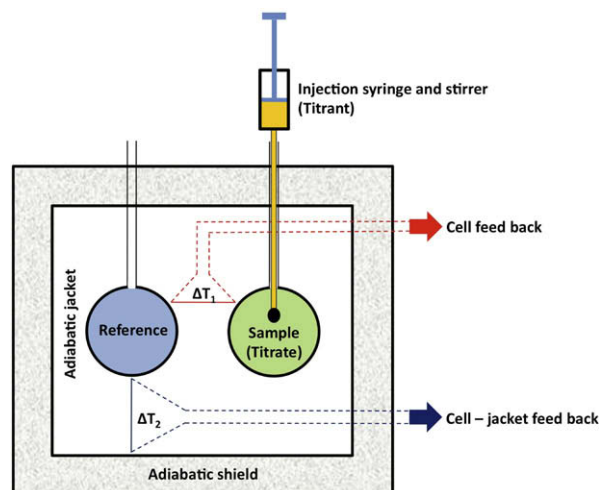 Injection syringe and stirrer
(Titrant)
Cell feed back
Adiabatic jacket
ΔT1
Reference
Sample
(Titrate)
ΔT2
Cell – jacket feed back
Adiabatic shield